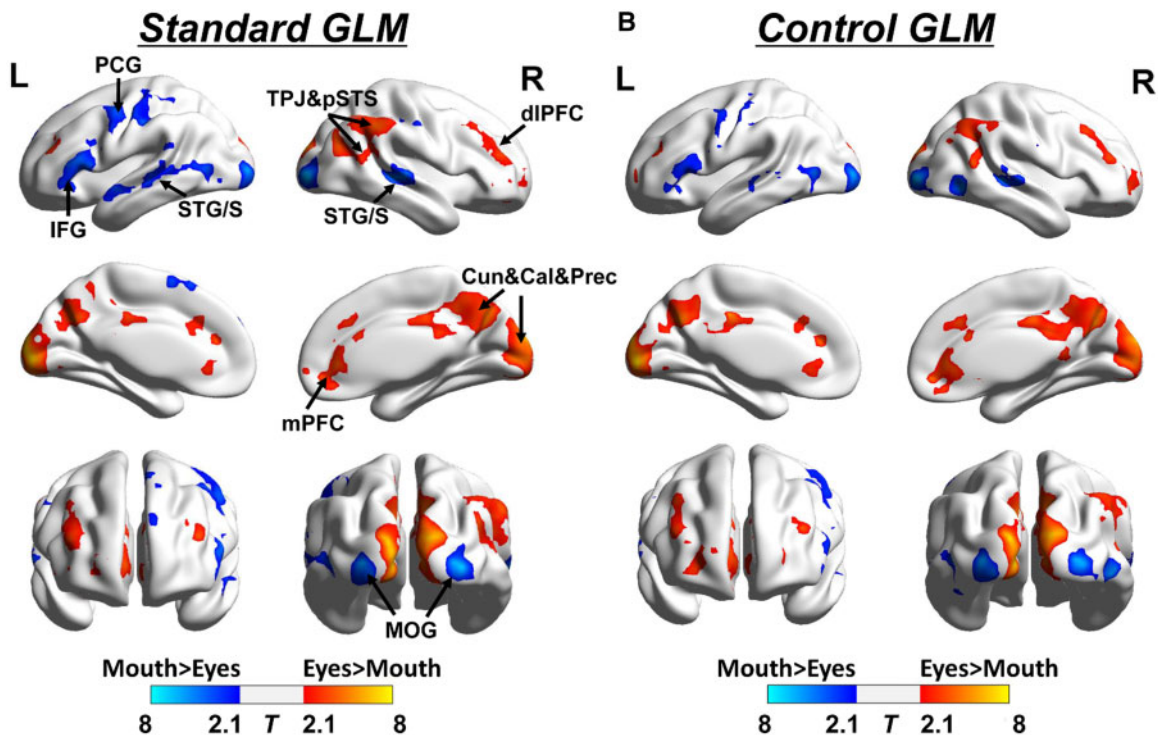 Standard GLM
B
Control GLM
L
PCG
R
L
R
TPJ&pSTS
dlPFC
STG/S
STG/S
IFG
Cun&Cal&Prec
mPFC
MOG
Mouth>Eyes
Eyes>Mouth
8
2.1
T
2.1
8
Mouth>Eyes
Eyes>Mouth
8
2.1
T
2.1
8